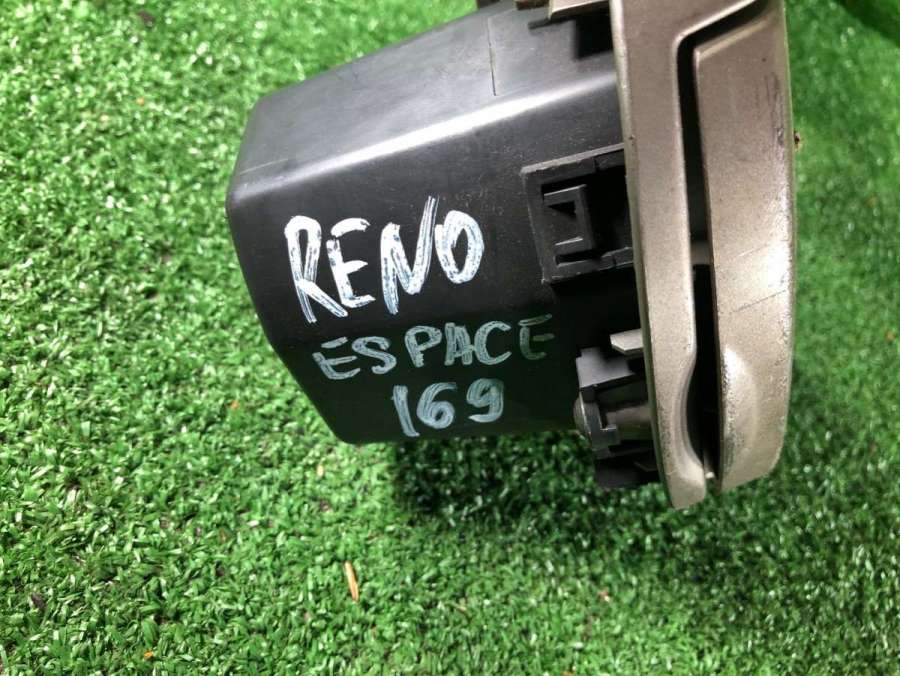 RENO
ESPACE
169